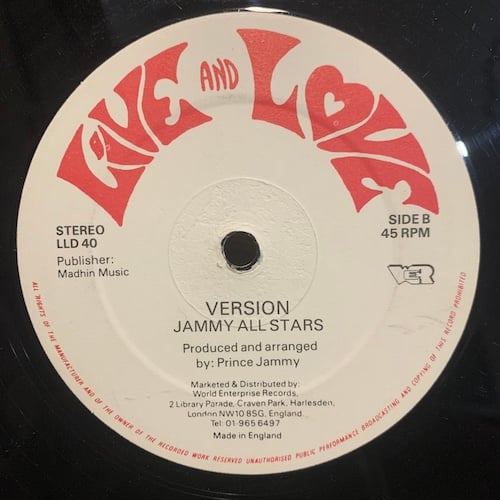 LIVE AND LOVE
STEREO
LLD 40
Publisher:
Madhin Music
SIDE B
45 RPM
VER
VERSION
JAMMY ALL STARS
Produced and arranged
by: Prince Jammy
Marketed & Distributed by:
World Enterprise Records,
2 Library Parade, Craven Park, Harlesden,
London NW10 8SG, England.
Tel: 01-965 6497
Made in England
ALL RIGHTS OF THE MANUFACTURER AND OF THE OWNER OF THE RECORDED WORK RESERVED UNAUTHORISED PUBLIC PERFORMANCE BROADCASTING AND COPYING OF THIS RECORD PROHIBITED